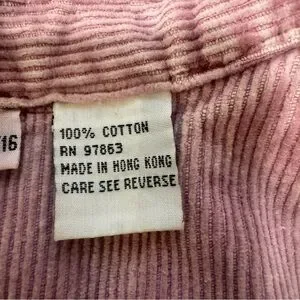 /16
100% COTTON
RN 97863
MADE IN HONG KONG
CARE SEE REVERSE